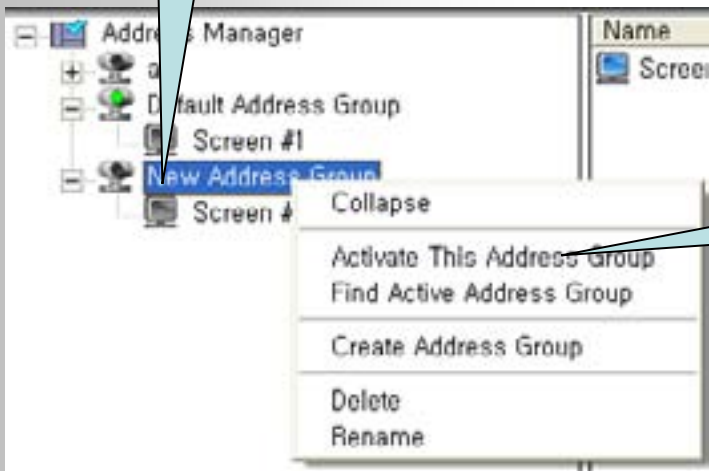 Address Manager
Name
a
Screen
Default Address Group
Screen #1
New Address Group
Screen #
Collapse
Activate This Address Group
Find Active Address Group
Create Address Group
Delete
Rename